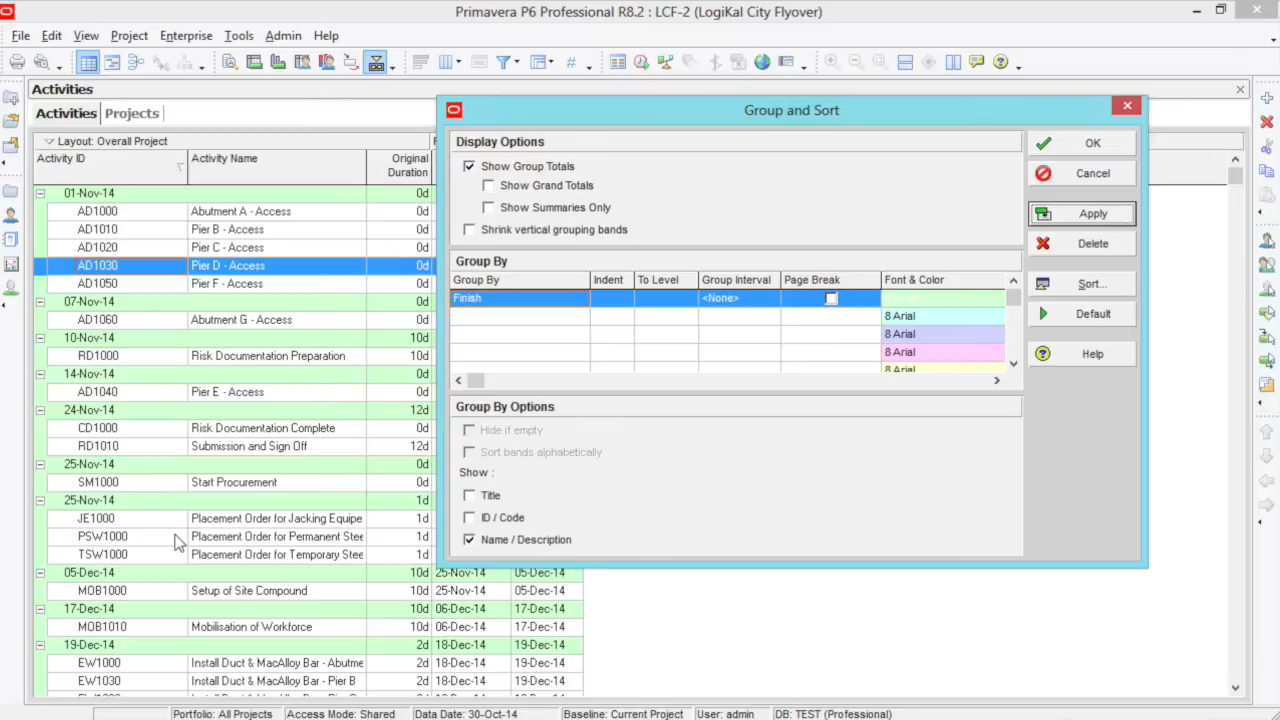 Primavera P6 Professional R8.2 : LCF-2 (LogiKal City Flyover)
File Edit View Project Enterprise Tools Admin Help
Activities
Activities Projects
Layout: Overall Project
Activity ID Activity Name Original Duration
01-Nov-14 0d
AD1000 Abutment A - Access 0d
AD1010 Pier B - Access 0d
AD1020 Pier C - Access 0d
AD1030 Pier D - Access 0d
AD1050 Pier F - Access 0d
07-Nov-14 0d
AD1060 Abutment G - Access 0d
10-Nov-14 10d
RD1000 Risk Documentation Preparation 10d
14-Nov-14 0d
AD1040 Pier E - Access 0d
24-Nov-14 12d
CD1000 Risk Documentation Complete 0d
RD1010 Submission and Sign Off 12d
25-Nov-14 0d
SM1000 Start Procurement 0d
25-Nov-14 1d
JE1000 Placement Order for Jacking Equipe 1d
PSW1000 Placement Order for Permanent Stee 1d
TSW1000 Placement Order for Temporary Stee 1d
05-Dec-14 10d 25-Nov-14 05-Dec-14
MOB1000 Setup of Site Compound 10d 25-Nov-14 05-Dec-14
17-Dec-14 10d 06-Dec-14 17-Dec-14
MOB1010 Mobilisation of Workforce 10d 06-Dec-14 17-Dec-14
19-Dec-14 2d 18-Dec-14 19-Dec-14
EW1000 Install Duct & MacAlloy Bar - Abutme 2d 18-Dec-14 19-Dec-14
EW1030 Install Duct & MacAlloy Bar - Pier B 2d 18-Dec-14 19-Dec-14
Group and Sort
Display Options
Show Group Totals
Show Grand Totals
Show Summaries Only
Shrink vertical grouping bands
Group By
Group By Indent To Level Group Interval Page Break Font & Color
Finish <None>
8 Arial
8 Arial
8 Arial
8 Arial
Group By Options
Hide if empty
Sort bands alphabetically
Show :
Title
ID / Code
Name / Description
OK
Cancel
Apply
Delete
Sort...
Default
Help
Portfolio: All Projects Access Mode: Shared Data Date: 30-Oct-14 Baseline: Current Project User: admin DB: TEST (Professional)